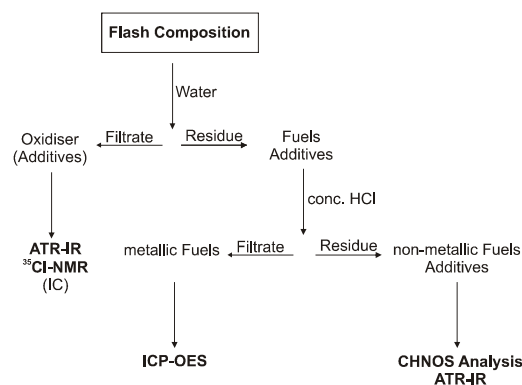 Flash Composition
Water
Oxidiser
(Additives)
Filtrate
Residue
Fuels
Additives
conc. HCl
ATR-IR
³⁵Cl-NMR
(IC)
metallic Fuels
Filtrate
Residue
non-metallic Fuels
Additives
ICP-OES
CHNOS Analysis
ATR-IR